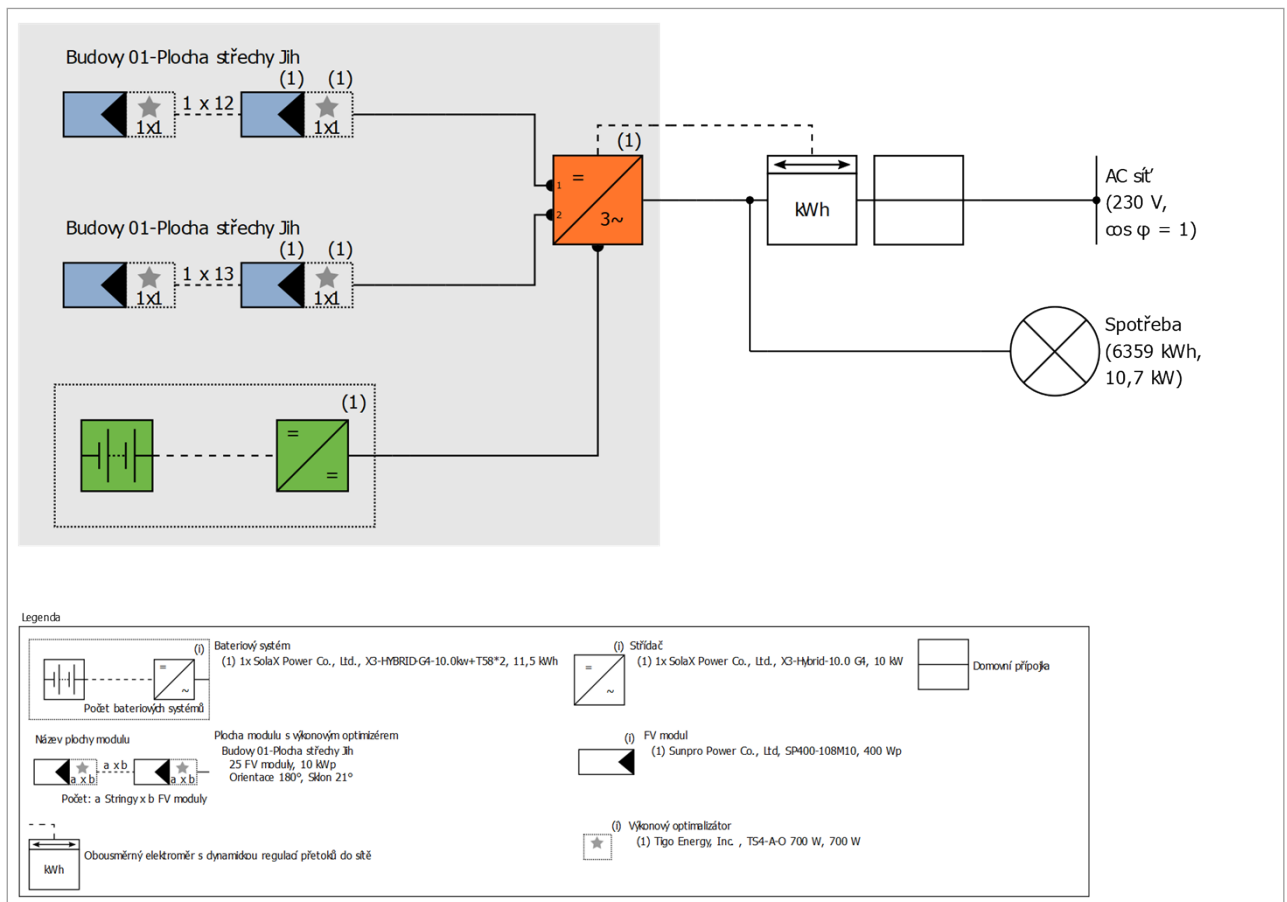 Budovy 01-Plocha střechy Jih
(1) (1)
1 x 12
1x1 1x1
(1)
1
=
3~
2
kWh
AC síť
(230 V,
cos φ = 1)
Budovy 01-Plocha střechy Jih
(1) (1)
1 x 13
1x1 1x1
Spotřeba
(6359 kWh,
10,7 kW)
(1)
=
=
Legenda
(i)
=
~
Počet bateriových systémů
Bateriový systém
(1) 1x SolaX Power Co., Ltd., X3-HYBRID-G4-10.0kw+T58*2, 11,5 kWh
(i) Střídač
=
~
(1) 1x SolaX Power Co., Ltd., X3-Hybrid-10.0 G4, 10 kW
Domovní přípojka
Název plochy modulu
a x b
a x b a x b
Počet: a Stringy x b FV moduly
Plocha modulu s výkonovým optimizérem
Budovy 01-Plocha střechy Jih
25 FV moduly, 10 kWp
Orientace 180°, Sklon 21°
(i) FV modul
(1) Sunpro Power Co., Ltd, SP400-108M10, 400 Wp
kWh
Obousměrný elektroměr s dynamickou regulací přetoků do sítě
(i) Výkonový optimalizátor
(1) Tigo Energy, Inc. , TS4-A-O 700 W, 700 W